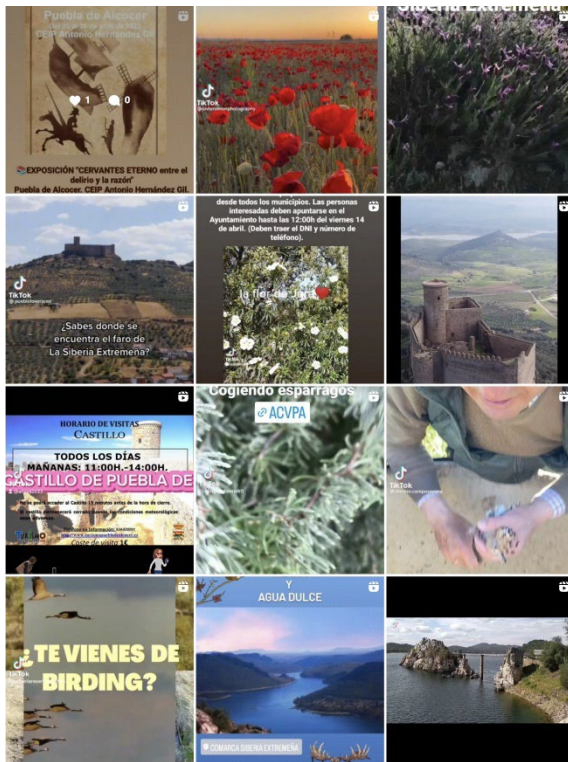 Puebla de Alcocer
CEIP Antonio Hernández Gil
1
0
📚EXPOSICIÓN "CERVANTES ETERNO entre el
delirio y la razón"
Puebla de Alcocer. CEIP Antonio Hernández Gil.
TikTok
Siberia Extremeña
TikTok
¿Sabes donde se
encuentra el faro de
La Siberia Extremeña?
desde todos los municipios. Las personas
interesadas deben apuntarse en el
Ayuntamiento hasta las 12:00h del viernes 14
de abril. (Deben traer el DNI y número de
teléfono).
la flor de Jara❤️
TikTok
HORARIO DE VISITAS
CASTILLO
TODOS LOS DÍAS
MAÑANAS: 11:00H.-14:00H.
CASTILLO DE PUEBLA DE
Coste de visita 1€
Cogiendo espárragos
ACVPA
TikTok
TikTok
¿TE VIENES DE
BIRDING?
TikTok
Y
AGUA DULCE
COMARCA SIBERIA EXTREMEÑA